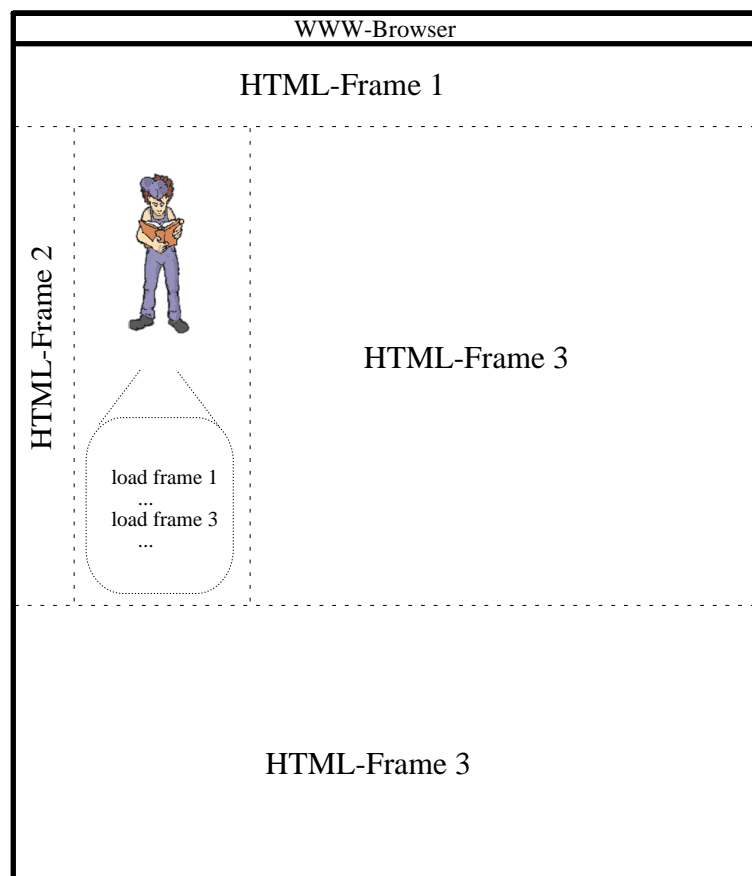 WWW-Browser
HTML-Frame 1
HTML-Frame 2
HTML-Frame 3
load frame 1
...
load frame 3
...
HTML-Frame 3